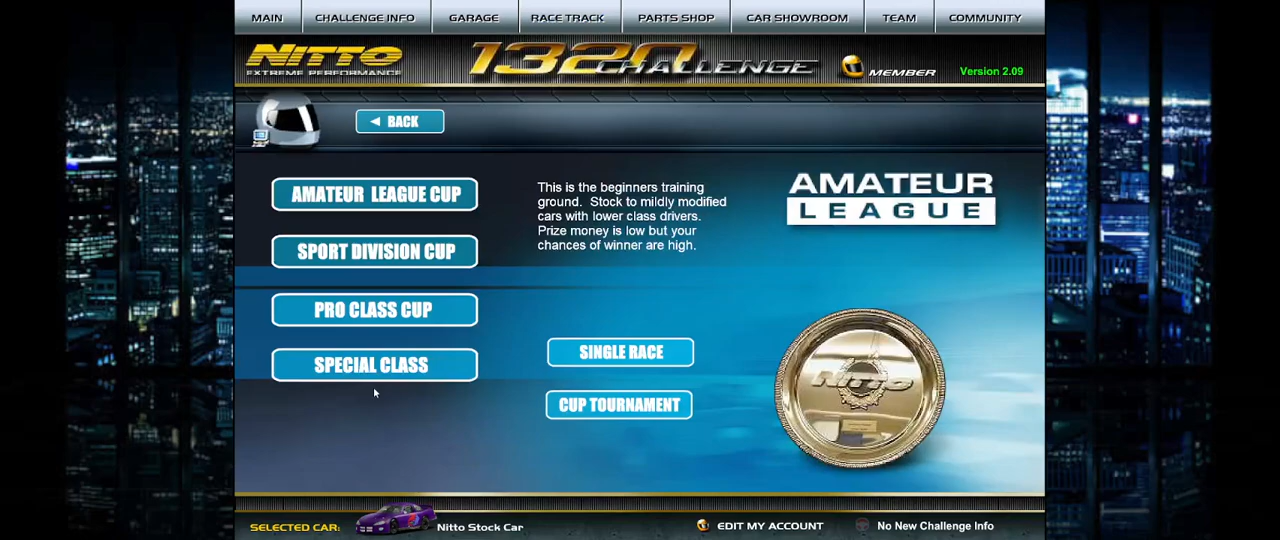 MAIN CHALLENGE INFO GARAGE RACE TRACK PARTS SHOP CAR SHOWROOM TEAM COMMUNITY
NITTO
EXTREME PERFORMANCE
1320 CHALLENGE
MEMBER
Version 2.09
BACK
AMATEUR LEAGUE CUP
SPORT DIVISION CUP
PRO CLASS CUP
SPECIAL CLASS
This is the beginners training
ground. Stock to mildly modified
cars with lower class drivers.
Prize money is low but your
chances of winner are high.
SINGLE RACE
CUP TOURNAMENT
AMATEUR
LEAGUE
NITTO
SELECTED CAR: Nitto Stock Car EDIT MY ACCOUNT No New Challenge Info